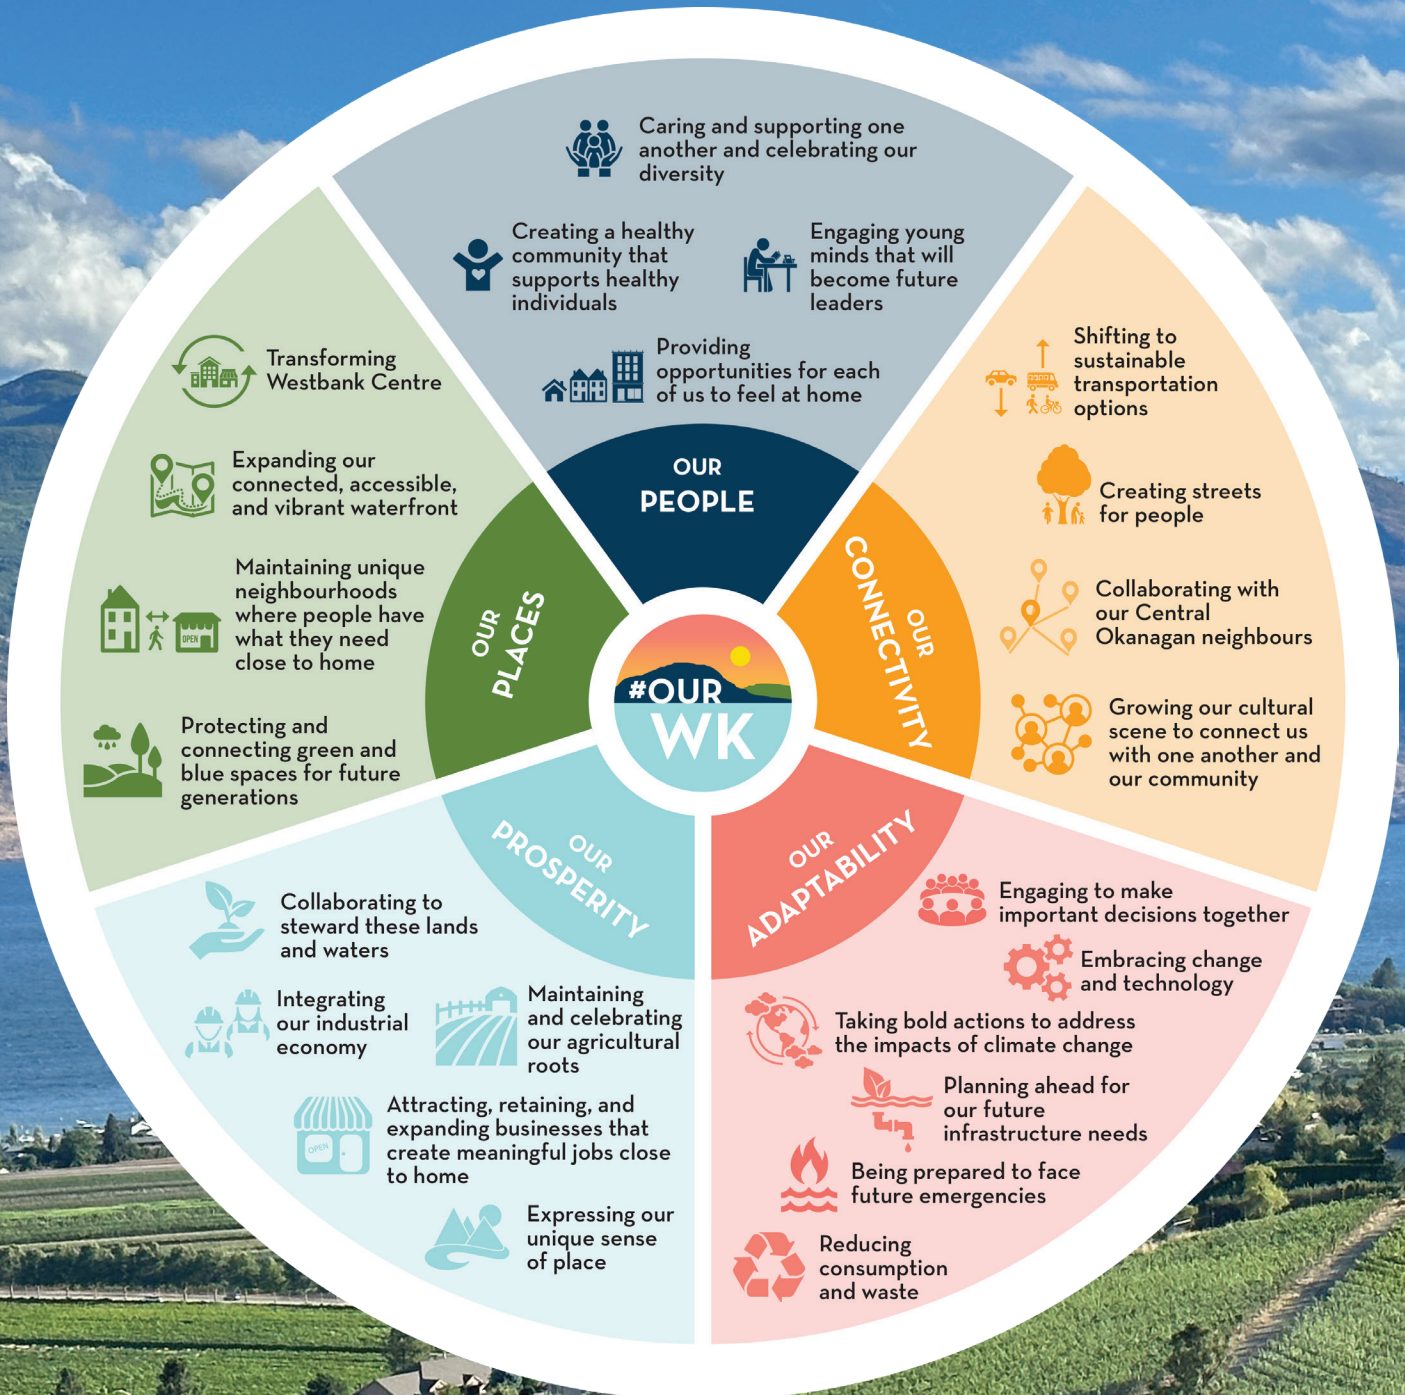 Caring and supporting one
another and celebrating our
diversity
Creating a healthy
community that
supports healthy
individuals
Engaging young
minds that will
become future
leaders
Providing
opportunities for each
of us to feel at home
OUR
PEOPLE
Shifting to
sustainable
transportation
options
Creating streets
for people
Collaborating with
our Central
Okanagan neighbours
Growing our cultural
scene to connect us
with one another and
our community
OUR
CONNECTIVITY
Engaging to make
important decisions together
Embracing change
and technology
Taking bold actions to address
the impacts of climate change
Planning ahead for
our future
infrastructure needs
Being prepared to face
future emergencies
Reducing
consumption
and waste
OUR
ADAPTABILITY
OUR
PROSPERITY
Collaborating to
steward these lands
and waters
Integrating
our industrial
economy
Maintaining
and celebrating
our agricultural
roots
OPEN
Attracting, retaining, and
expanding businesses that
create meaningful jobs close
to home
Expressing our
unique sense
of place
OUR
PLACES
Transforming
Westbank Centre
Expanding our
connected, accessible,
and vibrant waterfront
Maintaining unique
neighbourhoods
where people have
what they need
close to home
OPEN
Protecting and
connecting green and
blue spaces for future
generations
#OUR
WK